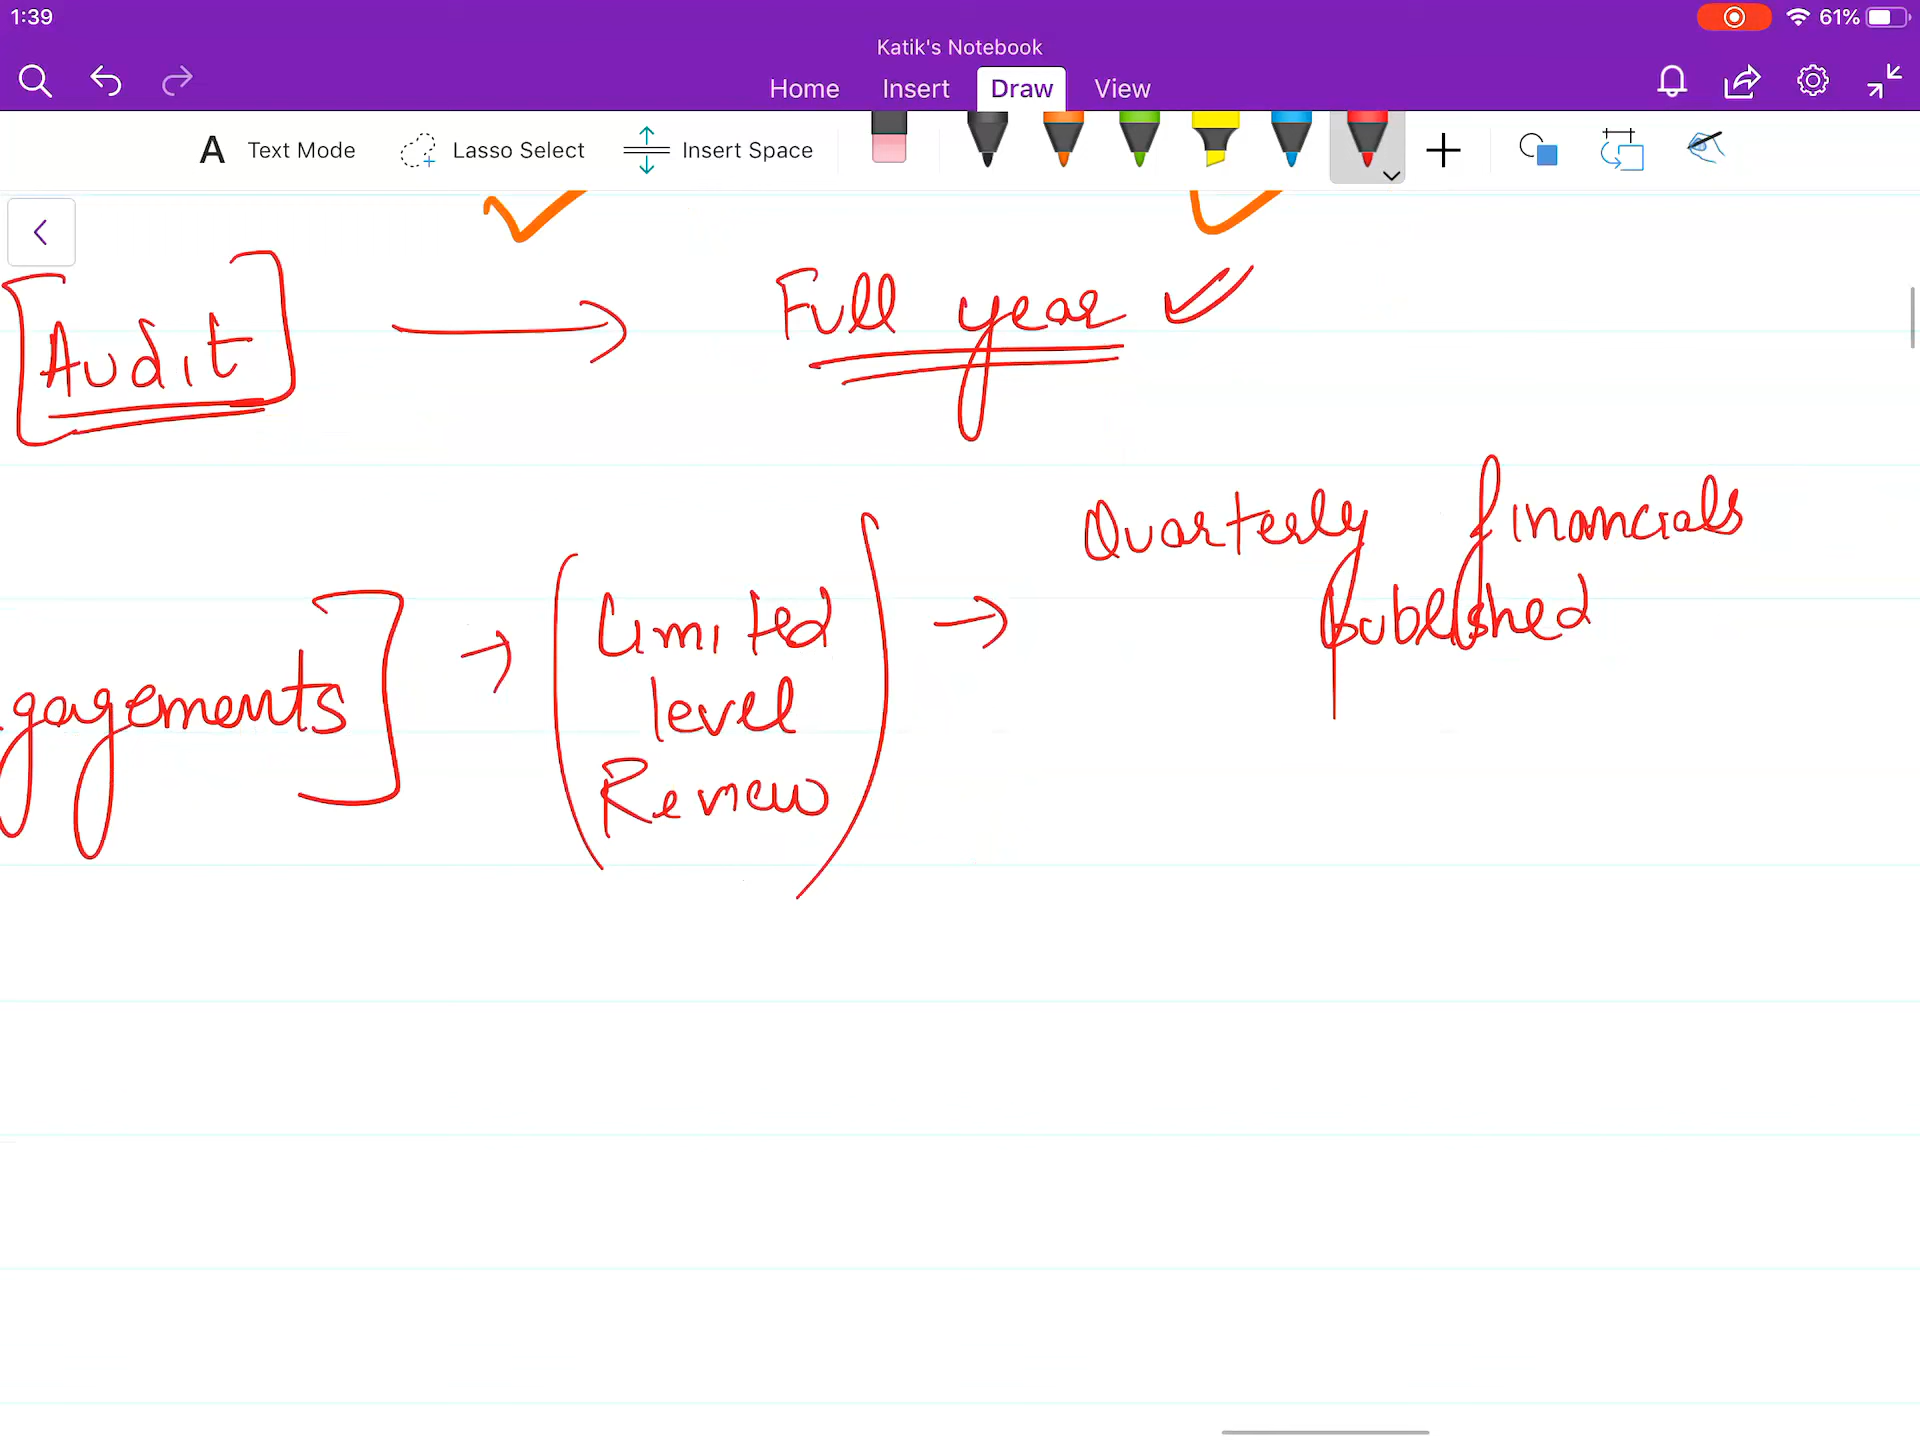 1:39
61%
Katik's Notebook
Home Insert Draw View
A Text Mode Lasso Select Insert Space
Audit → Full year ✓
Quarterly financials
published
gagements → Limited →
level
Review